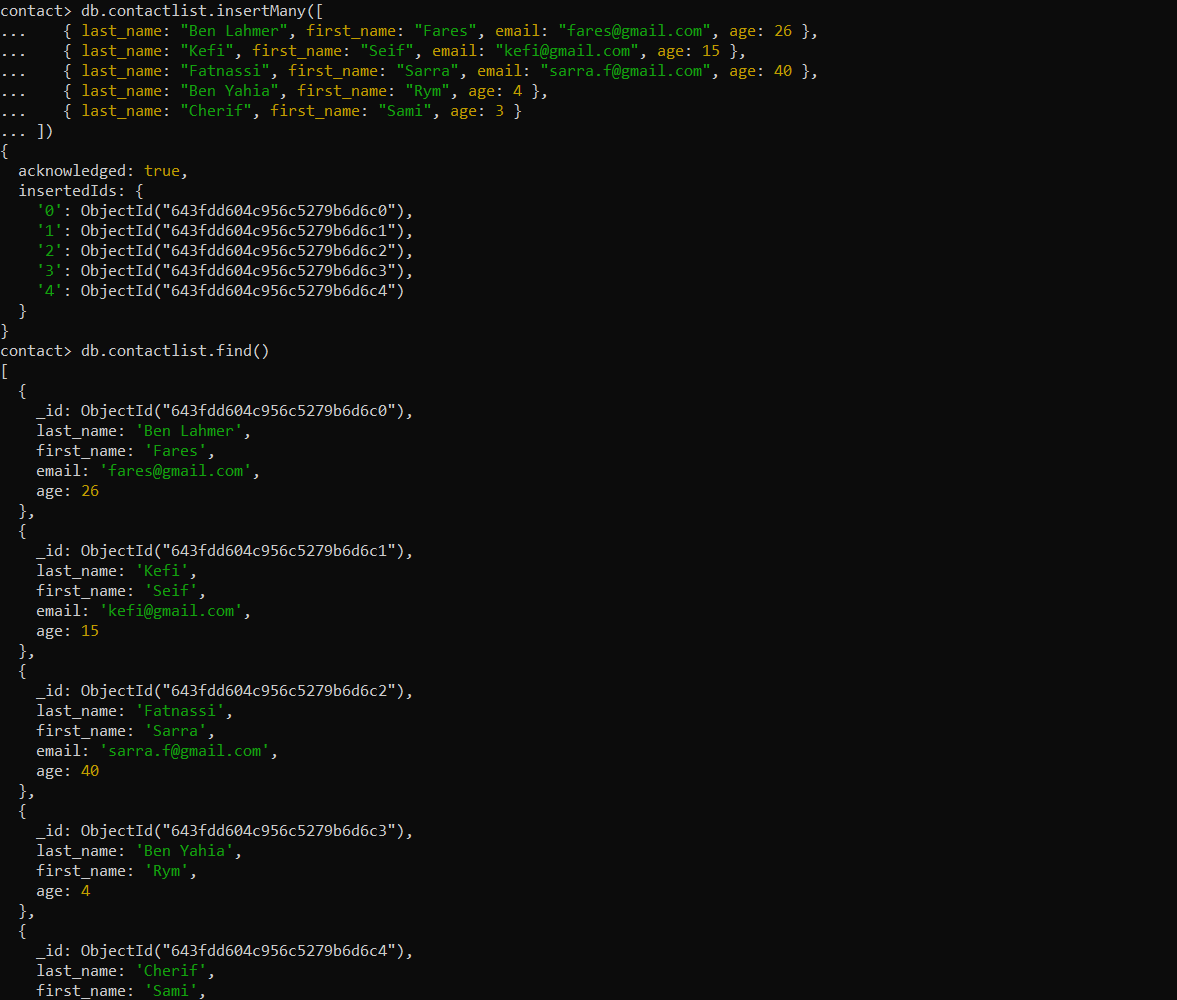 contact> db.contactlist.insertMany([
...    { last_name: "Ben Lahmer", first_name: "Fares", email: "fares@gmail.com", age: 26 },
...    { last_name: "Kefi", first_name: "Seif", email: "kefi@gmail.com", age: 15 },
...    { last_name: "Fatnassi", first_name: "Sarra", email: "sarra.f@gmail.com", age: 40 },
...    { last_name: "Ben Yahia", first_name: "Rym", age: 4 },
...    { last_name: "Cherif", first_name: "Sami", age: 3 }
... ])
{
  acknowledged: true,
  insertedIds: {
    '0': ObjectId("643fdd604c956c5279b6d6c0"),
    '1': ObjectId("643fdd604c956c5279b6d6c1"),
    '2': ObjectId("643fdd604c956c5279b6d6c2"),
    '3': ObjectId("643fdd604c956c5279b6d6c3"),
    '4': ObjectId("643fdd604c956c5279b6d6c4")
  }
}
contact> db.contactlist.find()
[
  {
    _id: ObjectId("643fdd604c956c5279b6d6c0"),
    last_name: 'Ben Lahmer',
    first_name: 'Fares',
    email: 'fares@gmail.com',
    age: 26
  },
  {
    _id: ObjectId("643fdd604c956c5279b6d6c1"),
    last_name: 'Kefi',
    first_name: 'Seif',
    email: 'kefi@gmail.com',
    age: 15
  },
  {
    _id: ObjectId("643fdd604c956c5279b6d6c2"),
    last_name: 'Fatnassi',
    first_name: 'Sarra',
    email: 'sarra.f@gmail.com',
    age: 40
  },
  {
    _id: ObjectId("643fdd604c956c5279b6d6c3"),
    last_name: 'Ben Yahia',
    first_name: 'Rym',
    age: 4
  },
  {
    _id: ObjectId("643fdd604c956c5279b6d6c4"),
    last_name: 'Cherif',
    first_name: 'Sami',